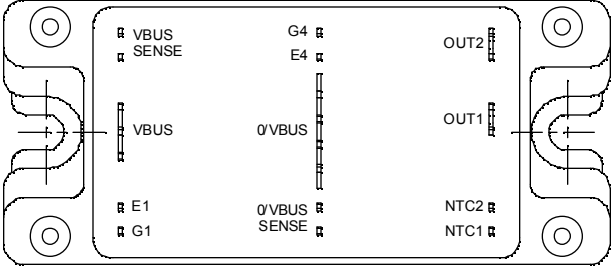 VBUS
SENSE
G4
E4
OUT2
VBUS
0/VBUS
OUT1
E1
G1
0/VBUS
SENSE
NTC2
NTC1